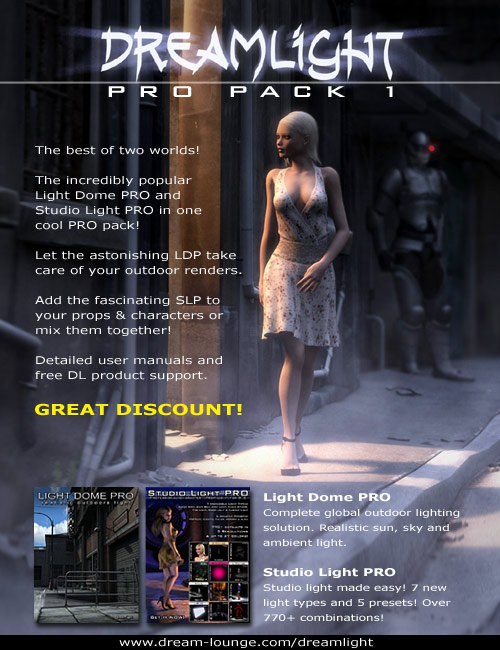 DREAMLIGHT
PRO PACK 1
The best of two worlds!
The incredibly popular
Light Dome PRO and
Studio Light PRO in one
cool PRO pack!
Let the astonishing LDP take
care of your outdoor renders.
Add the fascinating SLP to
your props & characters or
mix them together!
Detailed user manuals and
free DL product support.
GREAT DISCOUNT!
LIGHT DOME PRO
STUDIO LIGHT PRO
GET IT NOW!
Light Dome PRO
Complete global outdoor lighting
solution. Realistic sun, sky and
ambient light.
Studio Light PRO
Studio light made easy! 7 new
light types and 5 presets! Over
770+ combinations!
www.dream-lounge.com/dreamlight